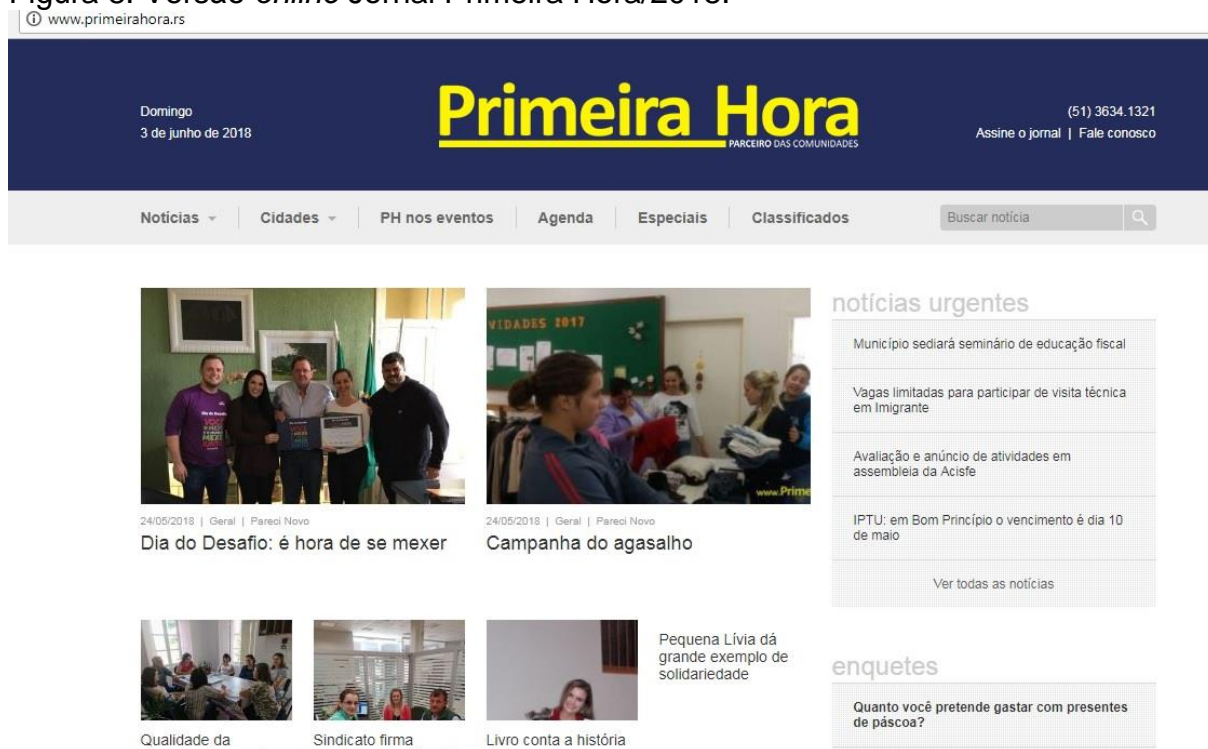 Figura 8: Versão online Jornal Primeira Hora/2018.
www.primeirahora.rs
Domingo
3 de junho de 2018
Primeira Hora
PARCEIRO DAS COMUNIDADES
(51) 3634.1321
Assine o jornal | Fale conosco
Notícias
Cidades
PH nos eventos
Agenda
Especiais
Classificados
Buscar notícia
VIDADES 2017
www.Prime
24/05/2018 | Geral | Pareci Novo
Dia do Desafio: é hora de se mexer
24/05/2018 | Geral | Pareci Novo
Campanha do agasalho
notícias urgentes
Município sediará seminário de educação fiscal
Vagas limitadas para participar de visita técnica
em Imigrante
Avaliação e anúncio de atividades em
assembleia da Acisfe
IPTU: em Bom Princípio o vencimento é dia 10
de maio
Ver todas as notícias
Qualidade da
Sindicato firma
Livro conta a história
Pequena Lívia dá
grande exemplo de
solidariedade
enquetes
Quanto você pretende gastar com presentes
de páscoa?